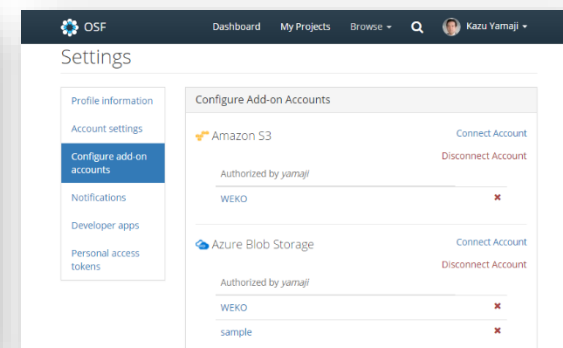 OSF Dashboard My Projects Browse Kazu Yamaji
Settings
Profile information
Account settings
Configure add-on
accounts
Notifications
Developer apps
Personal access
tokens
Configure Add-on Accounts
Amazon S3 Connect Account
Disconnect Account
Authorized by yamaji
WEKO
Azure Blob Storage Connect Account
Disconnect Account
Authorized by yamaji
WEKO
sample